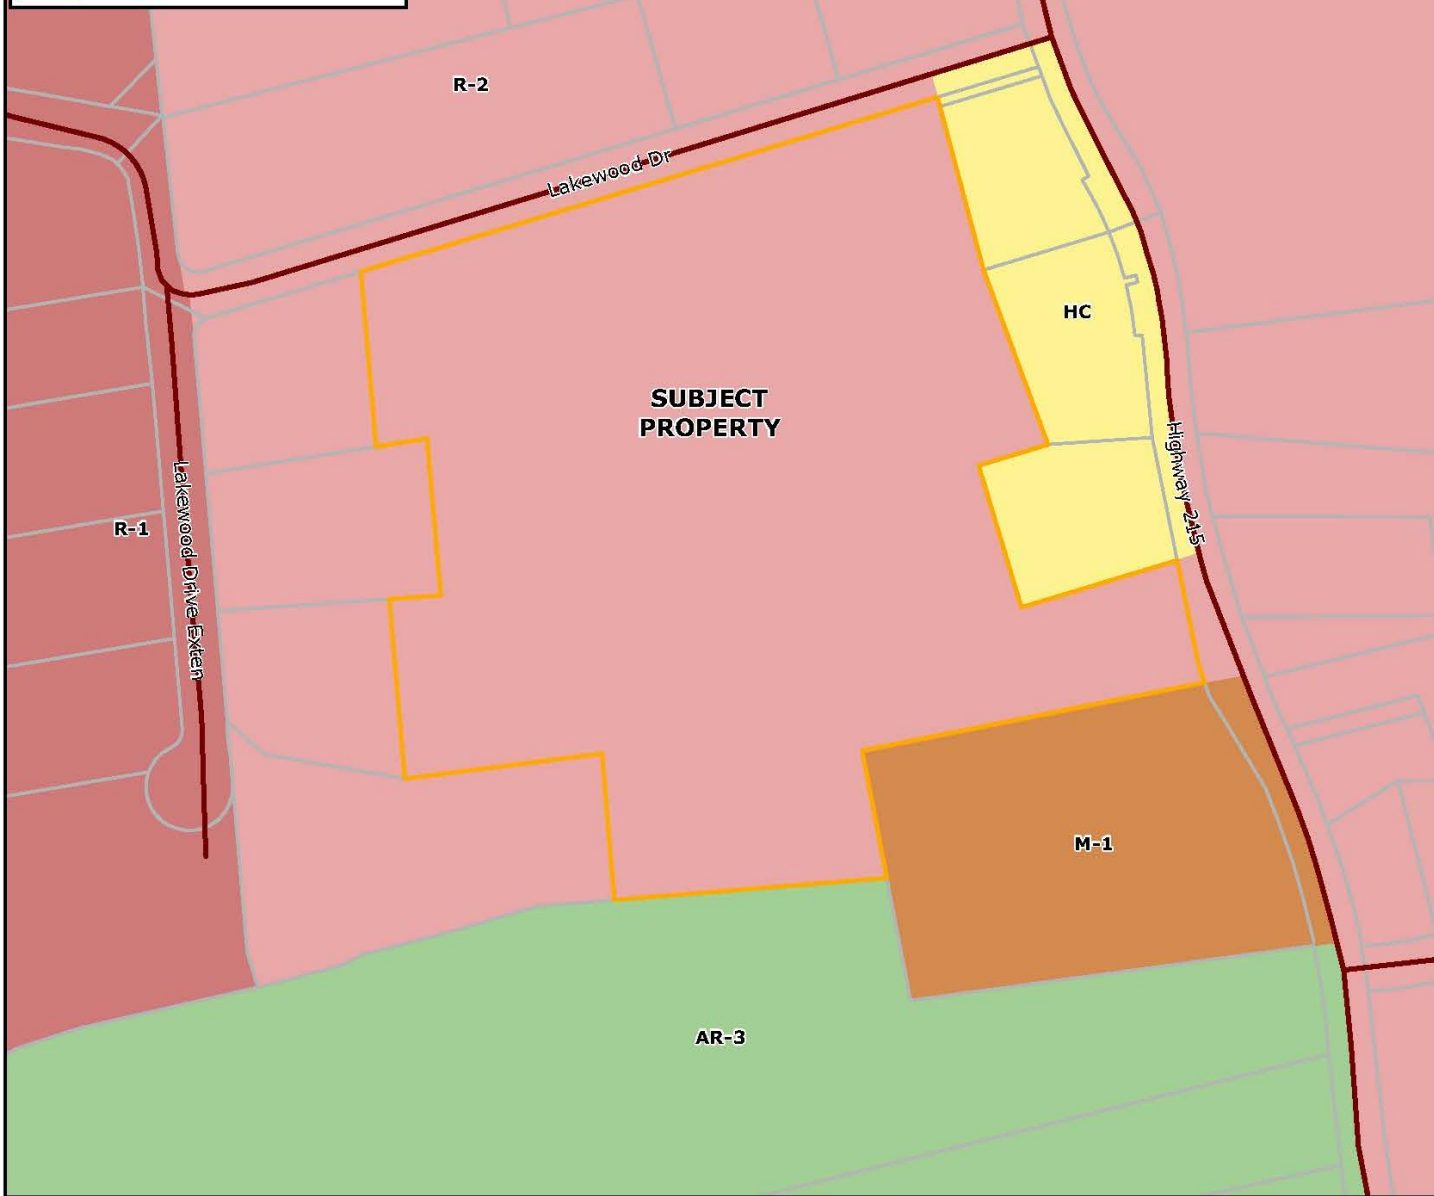 R-2
Lakewood Dr
HC
SUBJECT
PROPERTY
Highway 215
Lakewood Drive Exten
R-1
M-1
AR-3